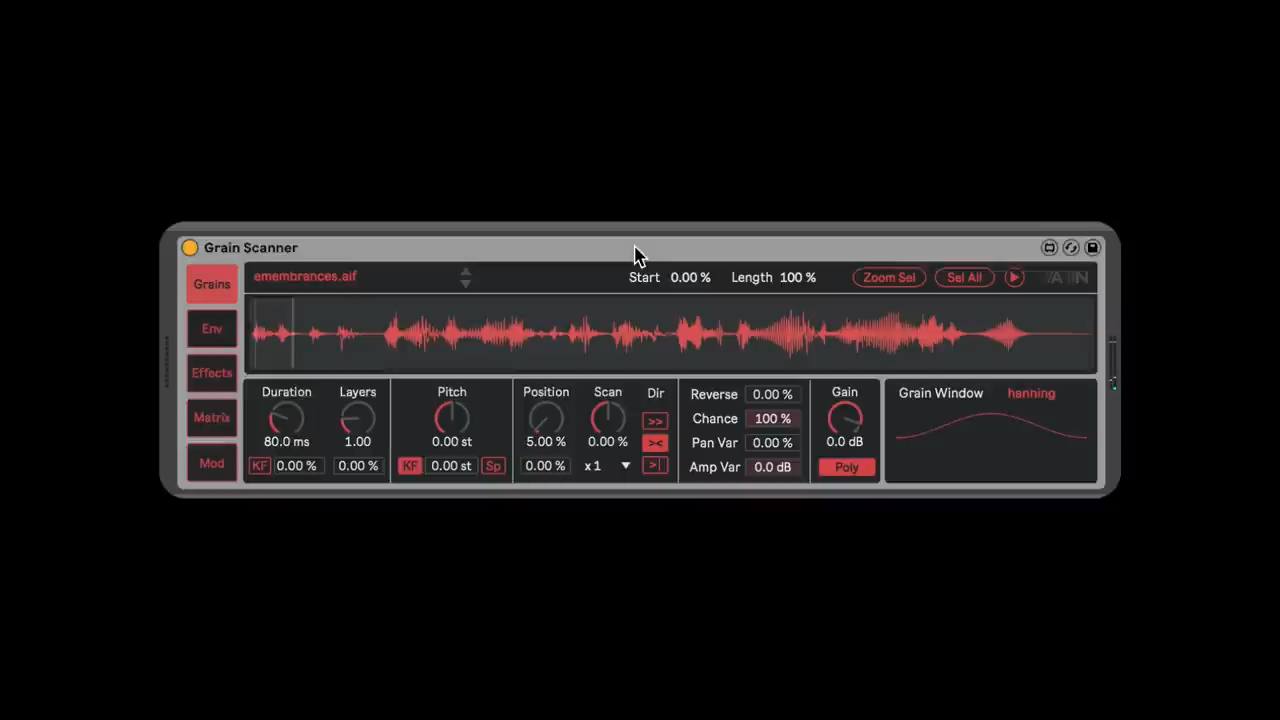 Grain Scanner
Grains
emembrances.aif
Start 0.00 % Length 100 %
Zoom Sel
Sel All
Env
Effects
Matrix
Mod
Duration Layers
80.0 ms 1.00
KF 0.00 % 0.00 %
Pitch
0.00 st
KF 0.00 st Sp
Position Scan Dir
>>
5.00 % 0.00 % ><
0.00 % x 1 ▼ >|
Reverse 0.00 %
Chance 100 %
Pan Var 0.00 %
Amp Var 0.0 dB
Gain
0.0 dB
Poly
Grain Window hanning